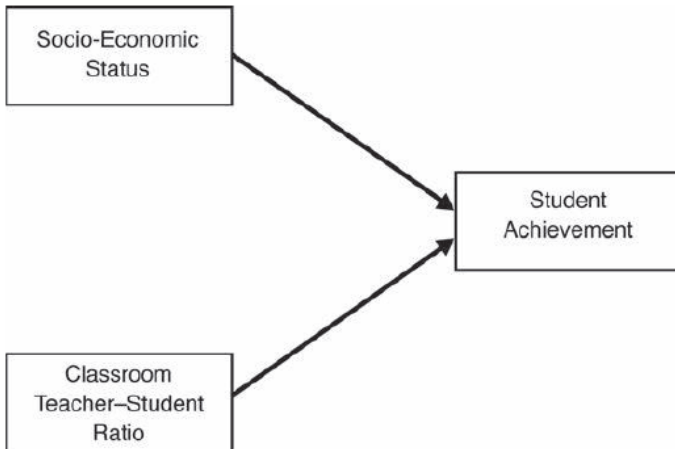 Socio-Economic
Status
Student
Achievement
Classroom
Teacher–Student
Ratio